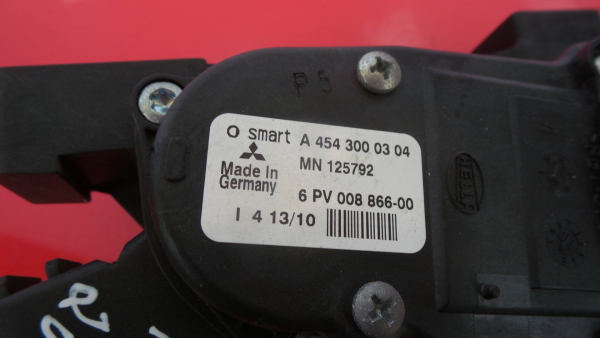 P 5
smart A 454 300 03 04
MN 125792
Made In
Germany
6 PV 008 866-00
I 4 13/10
HELLA